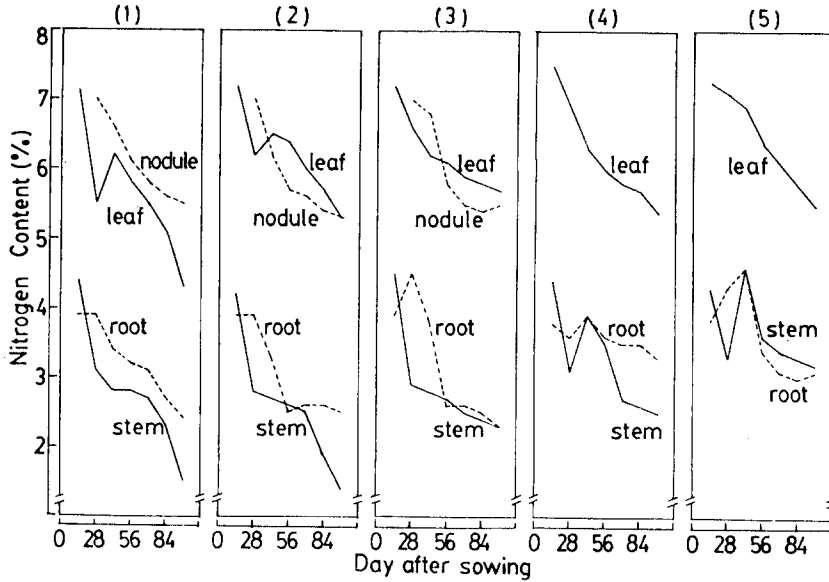 (1) (2) (3) (4) (5)
8
7
6
5
4
3
2
Nitrogen Content (%)
nodule
leaf
root
stem
leaf
nodule
root
stem
leaf
nodule
root
stem
leaf
root
stem
leaf
stem
root
0 28 56 84 0 28 56 84 0 28 56 84 0 28 56 84 0 28 56 84
Day after sowing